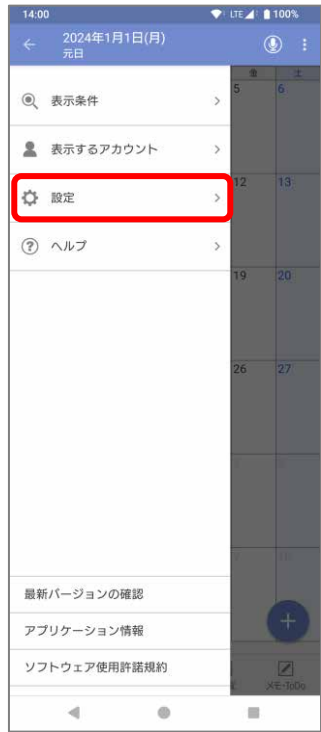 14:00 LTE 100%
2024年1月1日(月)
元日
金 土
5 6
表示条件
表示するアカウント
12 13
設定
ヘルプ
19 20
26 27
最新バージョンの確認
アプリケーション情報
ソフトウェア使用許諾規約
メモ・ToDo